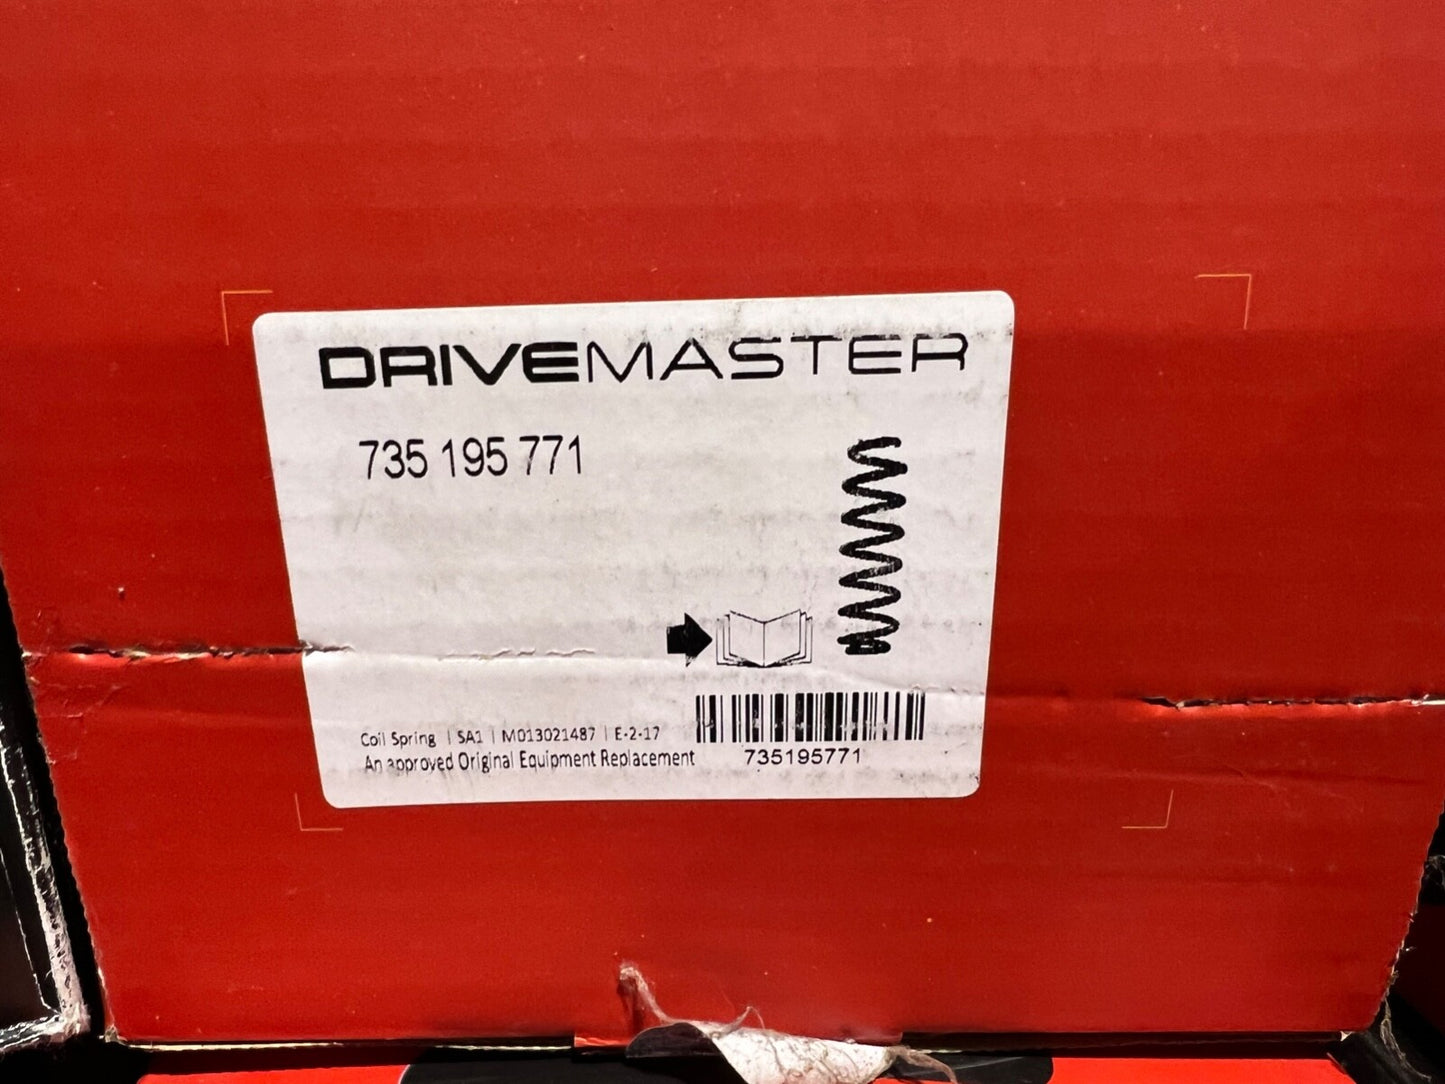 DRIVEMASTER
735 195 771
Coil Spring | SA1 | M013021487 | E-2-17
An approved Original Equipment Replacement
735195771